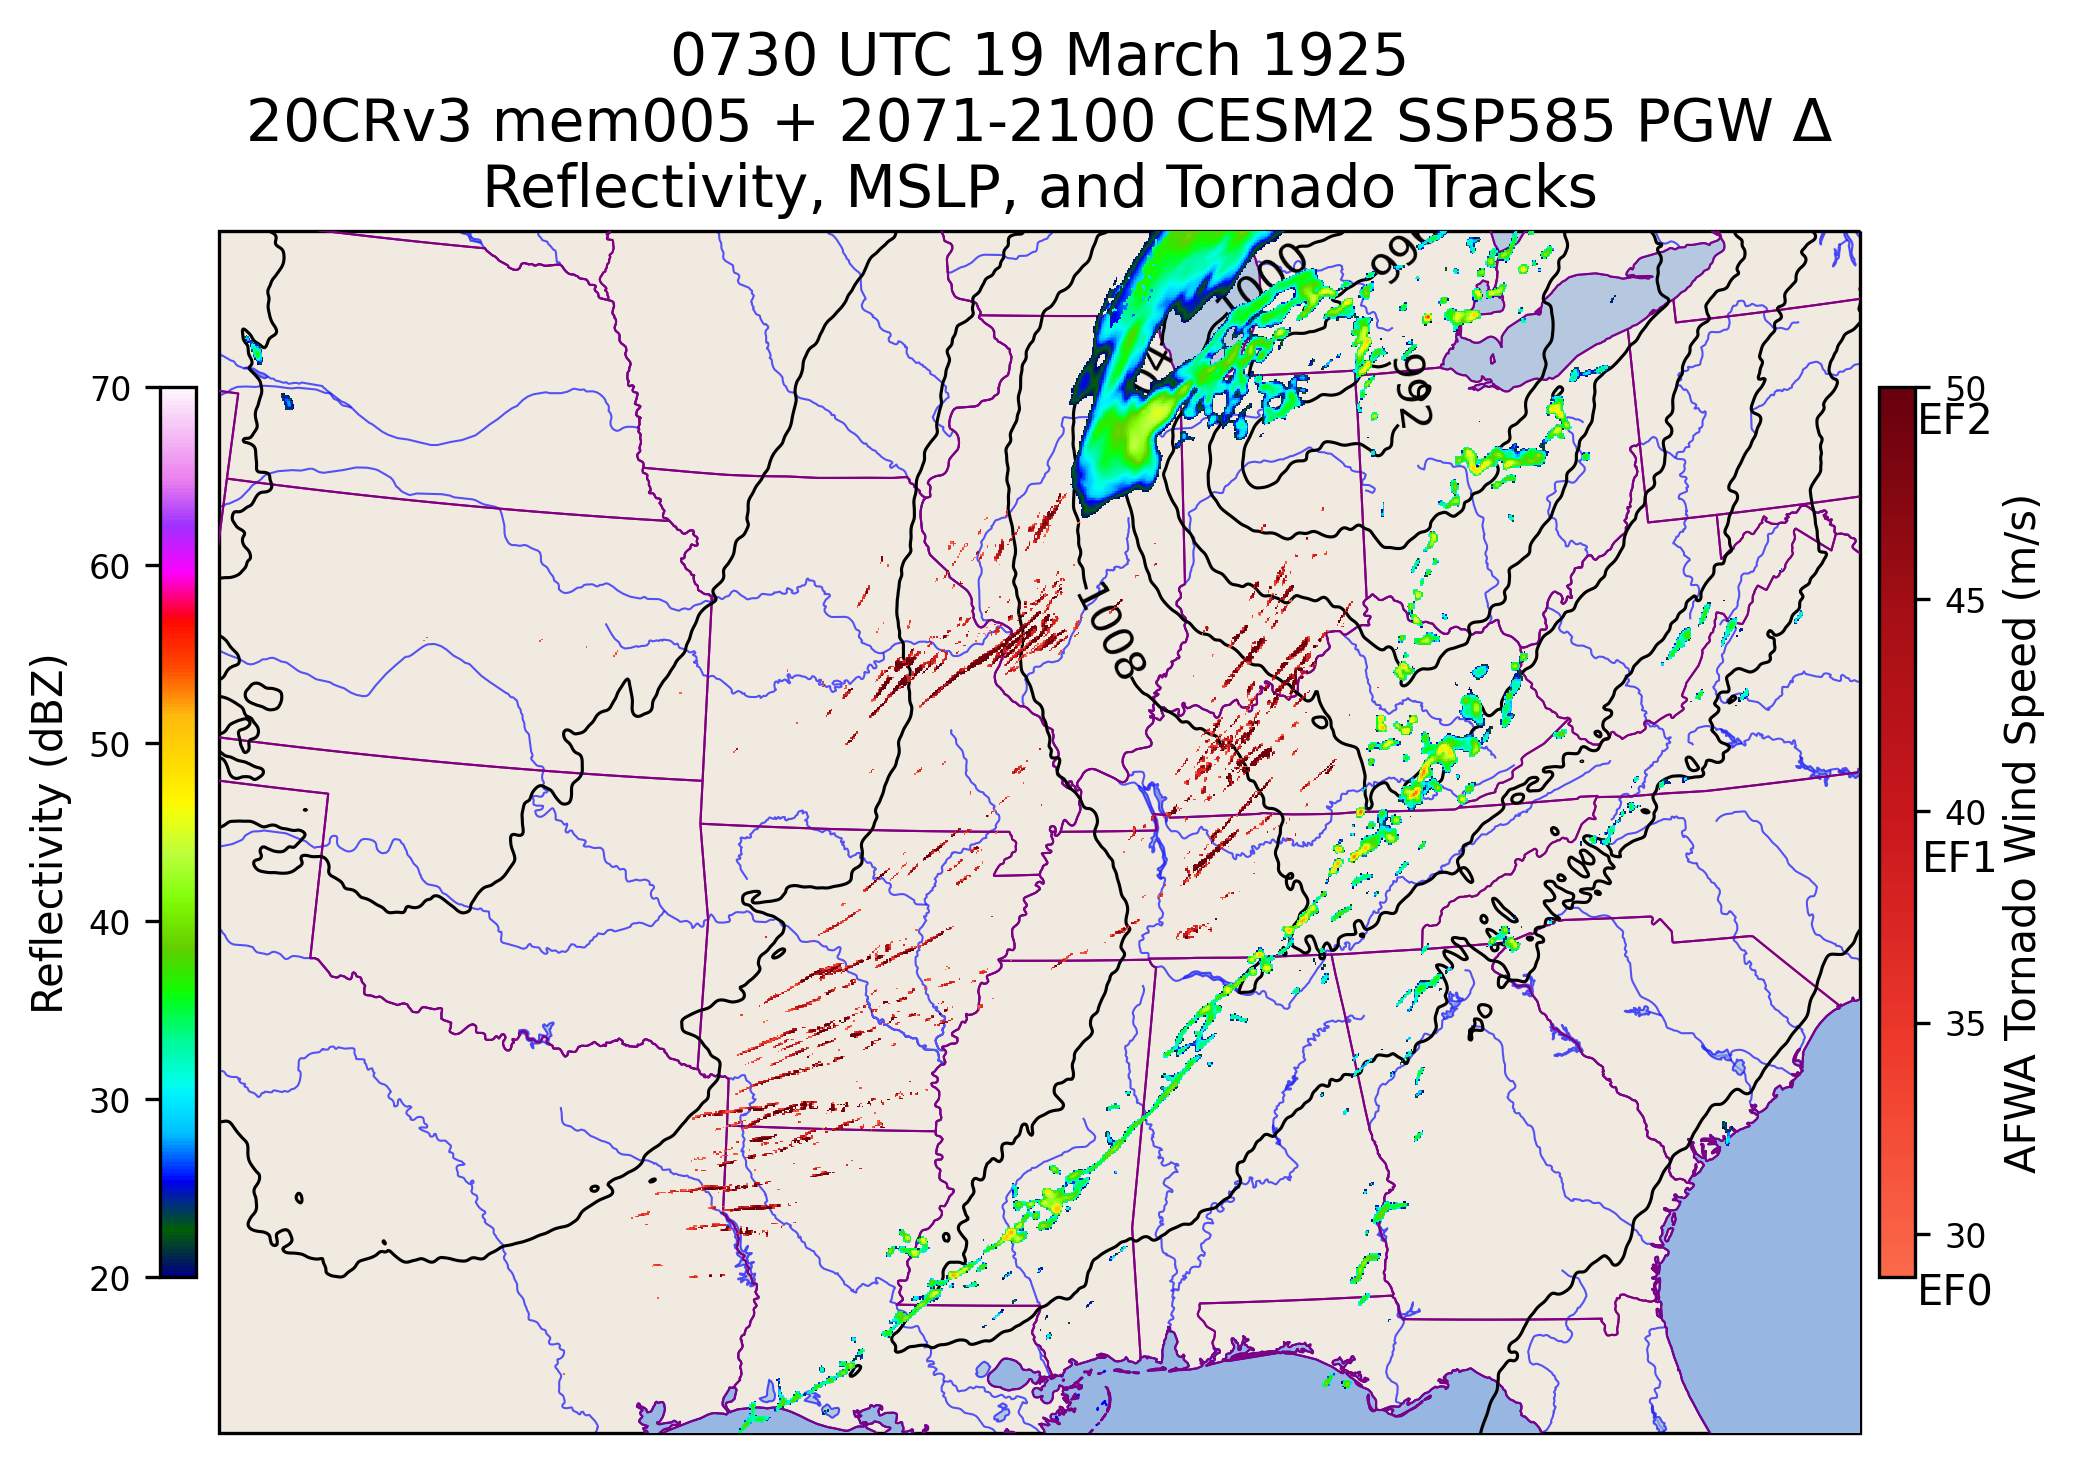 0730 UTC 19 March 1925
20CRv3 mem005 + 2071-2100 CESM2 SSP585 PGW Δ
Reflectivity, MSLP, and Tornado Tracks
1000
992
1008
70
60
50
40
30
20
Reflectivity (dBZ)
50
EF2
45
40
EF1
35
30
EF0
AFWA Tornado Wind Speed (m/s)